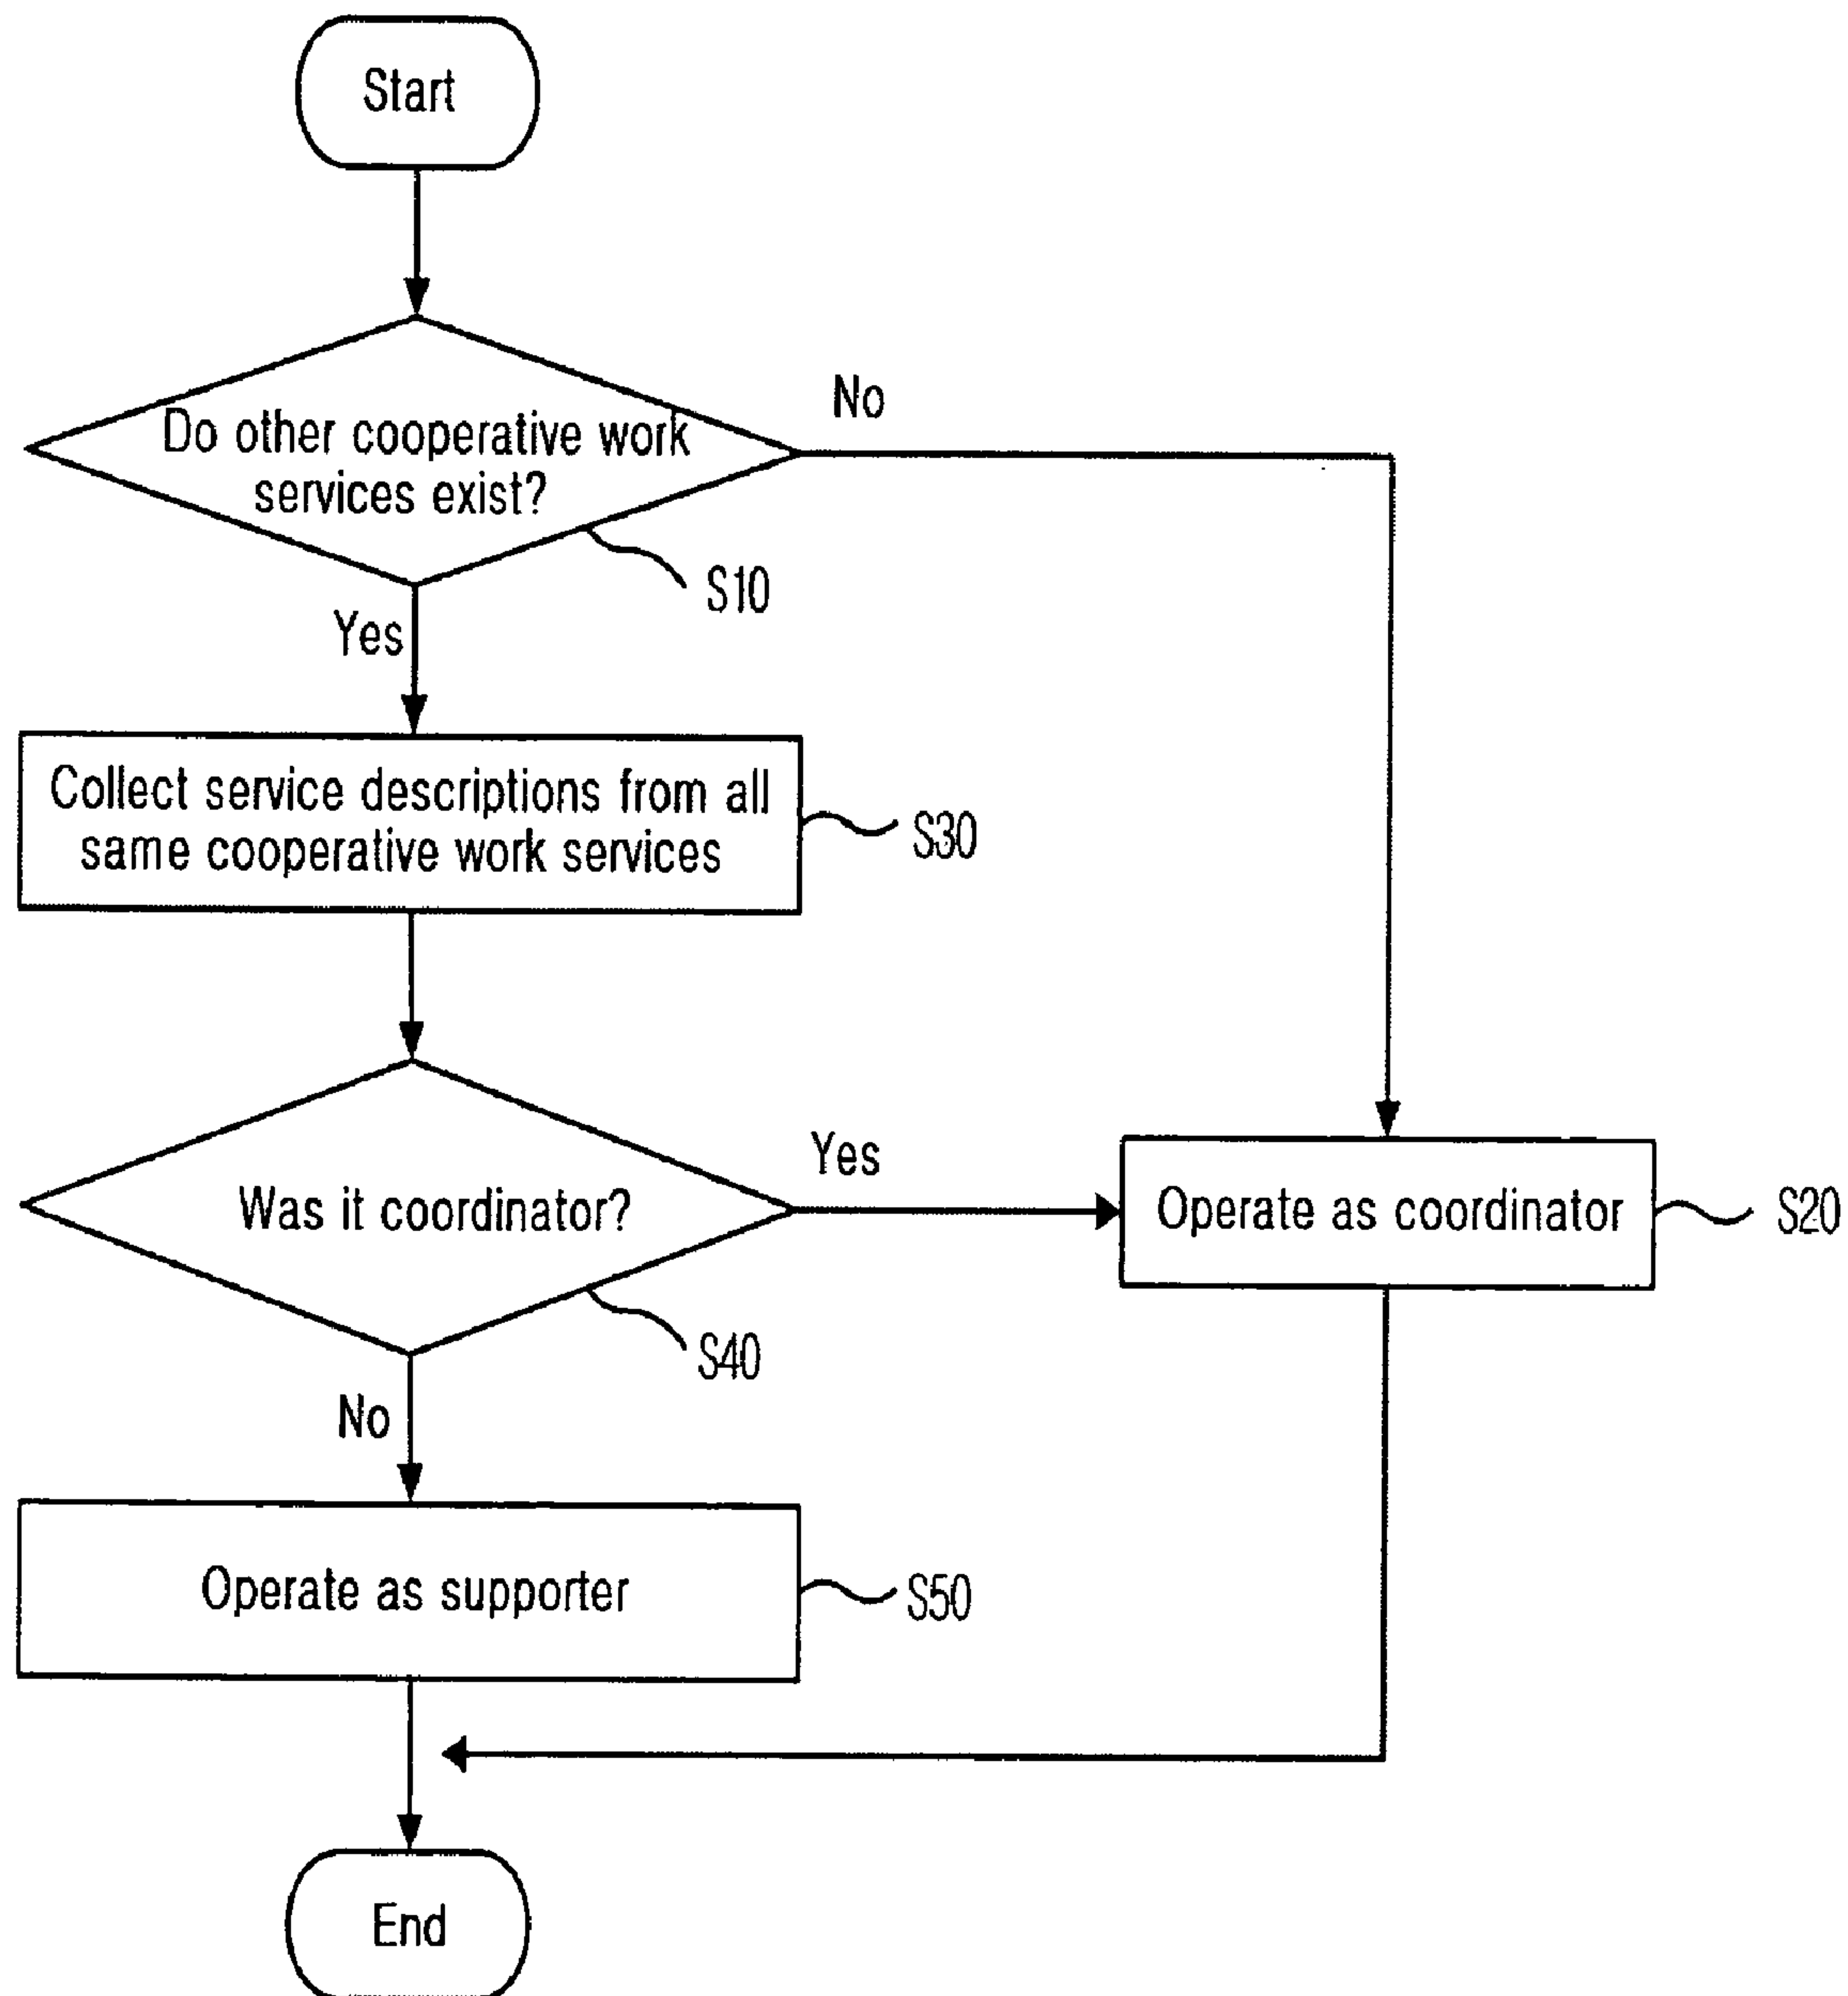 Start
Do other cooperative work
services exist?
No
S10
Yes
Collect service descriptions from all
same cooperative work services
S30
Was it coordinator?
Yes
Operate as coordinator
S20
S40
No
Operate as supporter
S50
End